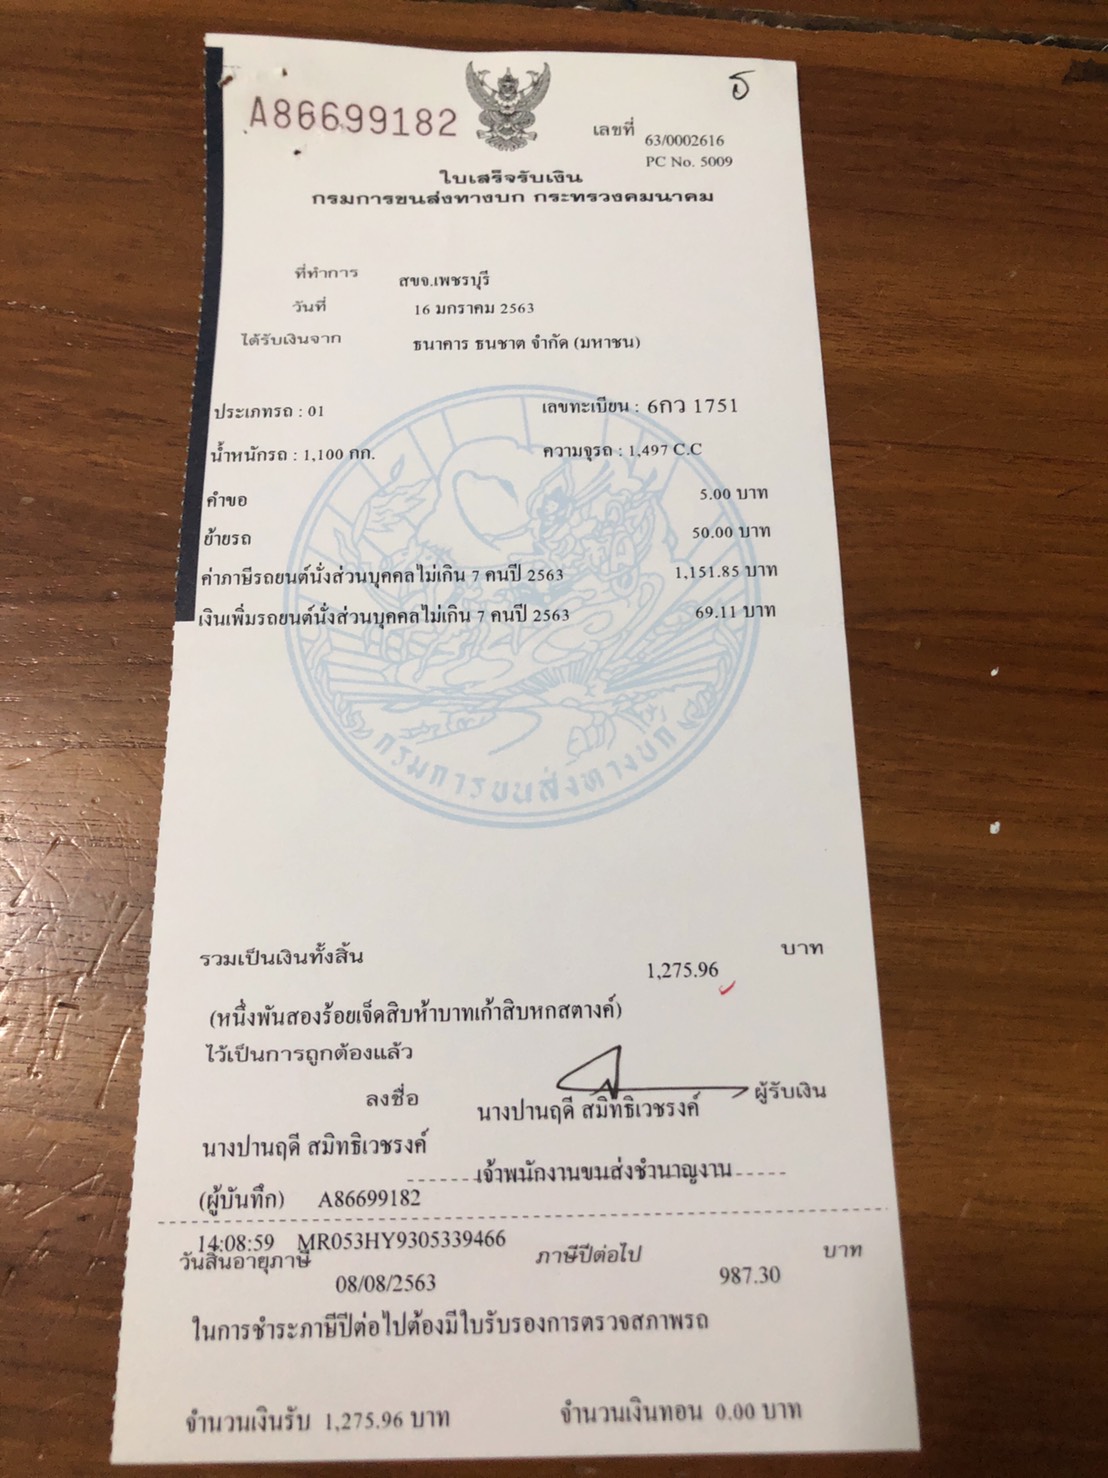 A86699182
ธ
เลขที่ 63/0002616
PC No. 5009
ใบเสร็จรับเงิน
กรมการขนส่งทางบก กระทรวงคมนาคม
ที่ทำการ สขจ.เพชรบุรี
วันที่ 16 มกราคม 2563
ได้รับเงินจาก ธนาคาร ธนชาต จำกัด (มหาชน)
ประเภทรถ : 01 เลขทะเบียน : 6กว 1751
น้ำหนักรถ : 1,100 กก. ความจุรถ : 1,497 C.C
คำขอ 5.00 บาท
ย้ายรถ 50.00 บาท
ค่าภาษีรถยนต์นั่งส่วนบุคคลไม่เกิน 7 คนปี 2563 1,151.85 บาท
เงินเพิ่มรถยนต์นั่งส่วนบุคคลไม่เกิน 7 คนปี 2563 69.11 บาท
กรมการขนส่งทางบก
รวมเป็นเงินทั้งสิ้น 1,275.96 บาท
(หนึ่งพันสองร้อยเจ็ดสิบห้าบาทเก้าสิบหกสตางค์)
ไว้เป็นการถูกต้องแล้ว
ลงชื่อ ผู้รับเงิน
นางปานฤดี สมิทธิเวชรงค์
นางปานฤดี สมิทธิเวชรงค์
เจ้าพนักงานขนส่งชำนาญงาน
(ผู้บันทึก) A86699182
14:08:59 MR053HY9305339466
วันสิ้นอายุภาษี 08/08/2563 ภาษีปีต่อไป 987.30 บาท
ในการชำระภาษีปีต่อไปต้องมีใบรับรองการตรวจสภาพรถ
จำนวนเงินรับ 1,275.96 บาท จำนวนเงินทอน 0.00 บาท